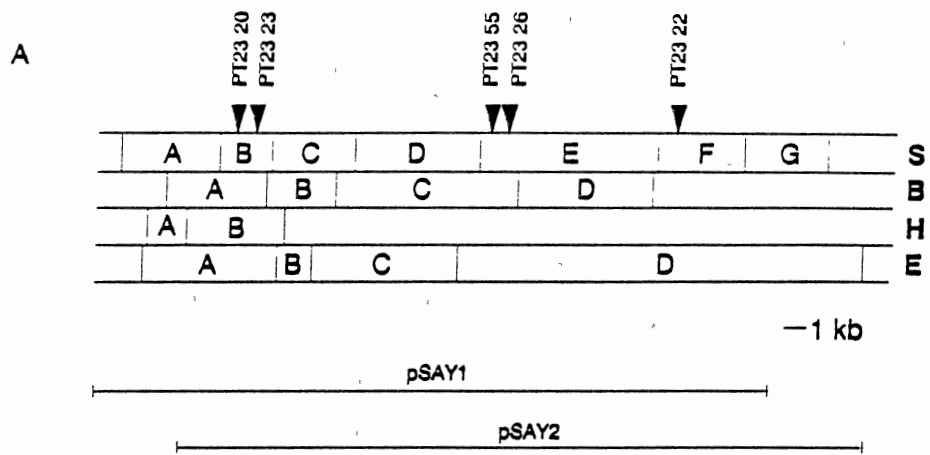 A
PT23 20
PT23 23
PT23 55
PT23 26
PT23 22
A B C D E F G S
A B C D B
A B H
A B C D E
1 kb
pSAY1
pSAY2